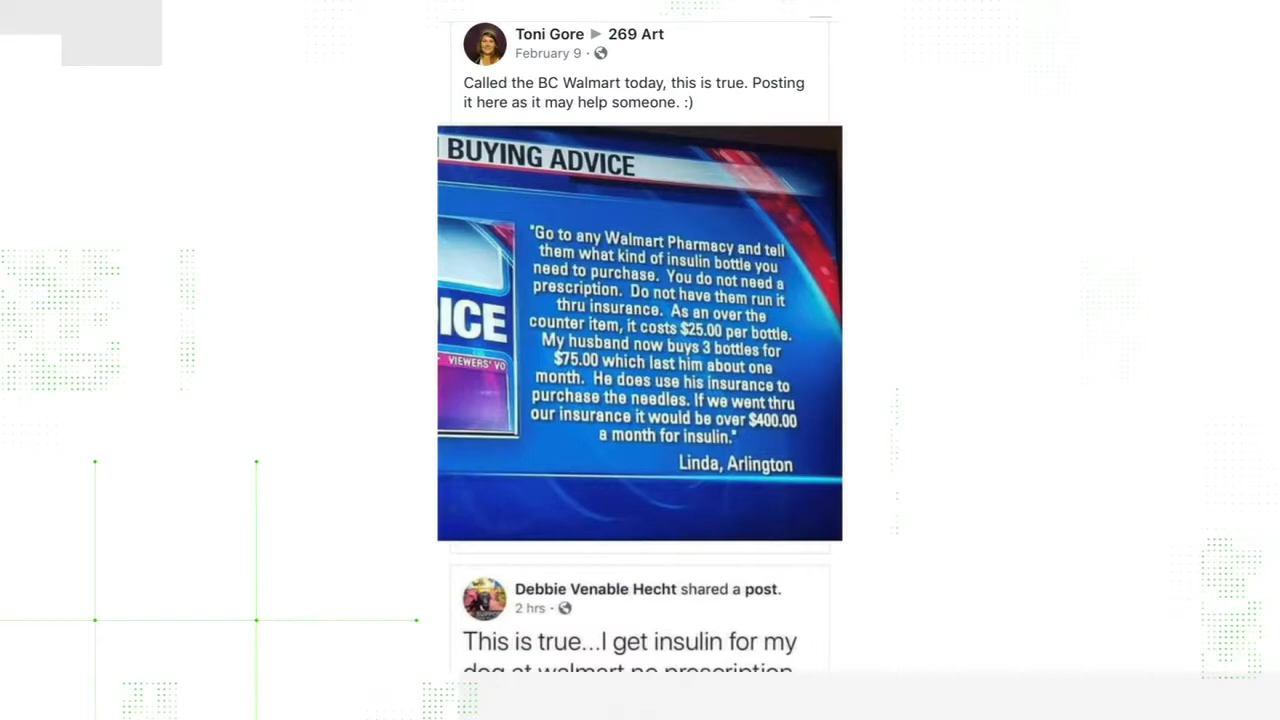 Toni Gore ▶ 269 Art
February 9 ·
Called the BC Walmart today, this is true. Posting
it here as it may help someone. :)
BUYING ADVICE
"Go to any Walmart Pharmacy and tell
them what kind of insulin bottle you
need to purchase. You do not need a
prescription. Do not have them run it
thru insurance. As an over the
counter item, it costs $25.00 per bottle.
My husband now buys 3 bottles for
$75.00 which last him about one
month. He does use his insurance to
purchase the needles. If we went thru
our insurance it would be over $400.00
a month for insulin."
Linda, Arlington
ICE
VIEWERS' VO
Debbie Venable Hecht shared a post.
2 hrs ·
This is true...I get insulin for my
dog at walmart no prescription